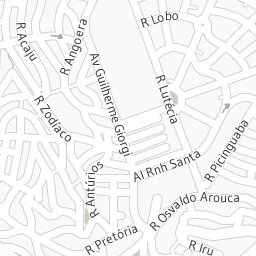 R Lobo
R Acaju
R Angoera
Av Guilherme Giorgi
R Lutécia
R Zodíaco
R Picinguaba
Al Rnh Santa
R Antúrios
R Osvaldo Arouca
R Pretória
R Iru